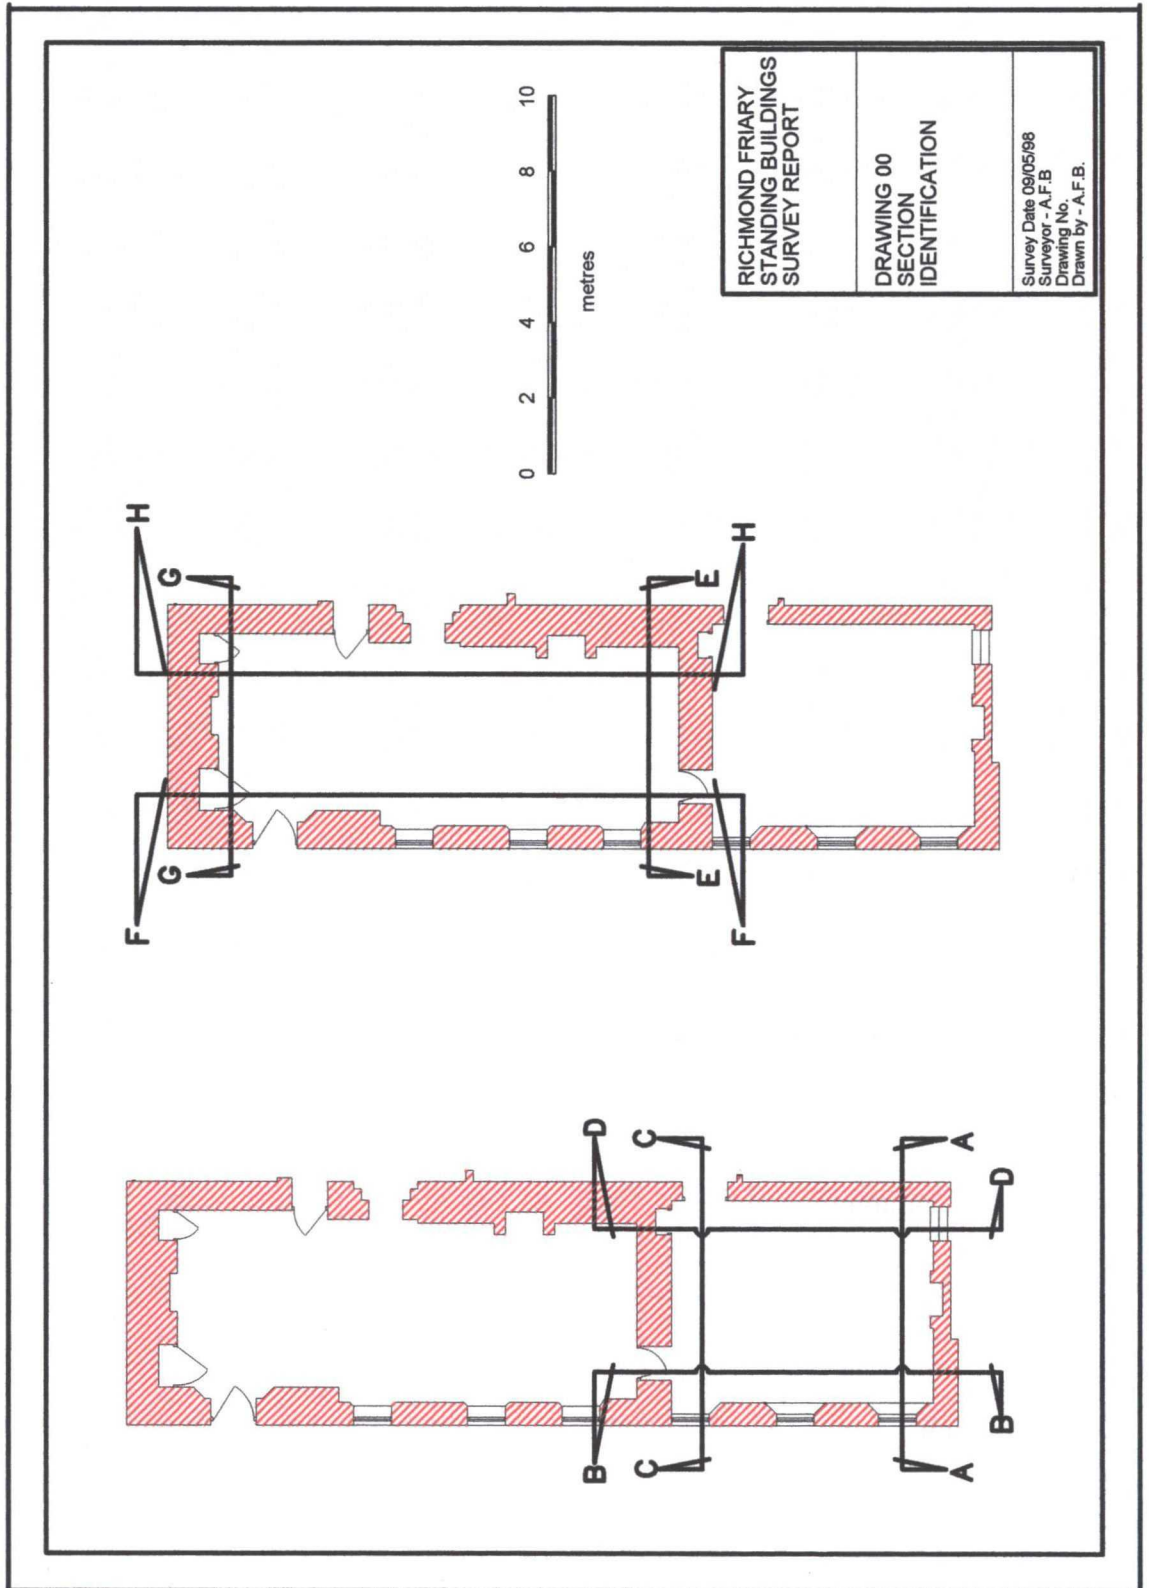 H
H
G
G
E
E
F
F
D
D
C
C
A
A
B
B
0 2 4 6 8 10
metres
RICHMOND FRIARY
STANDING BUILDINGS
SURVEY REPORT
DRAWING 00
SECTION
IDENTIFICATION
Survey Date 09/05/98
Surveyor - A.F.B
Drawing No.
Drawn by - A.F.B.